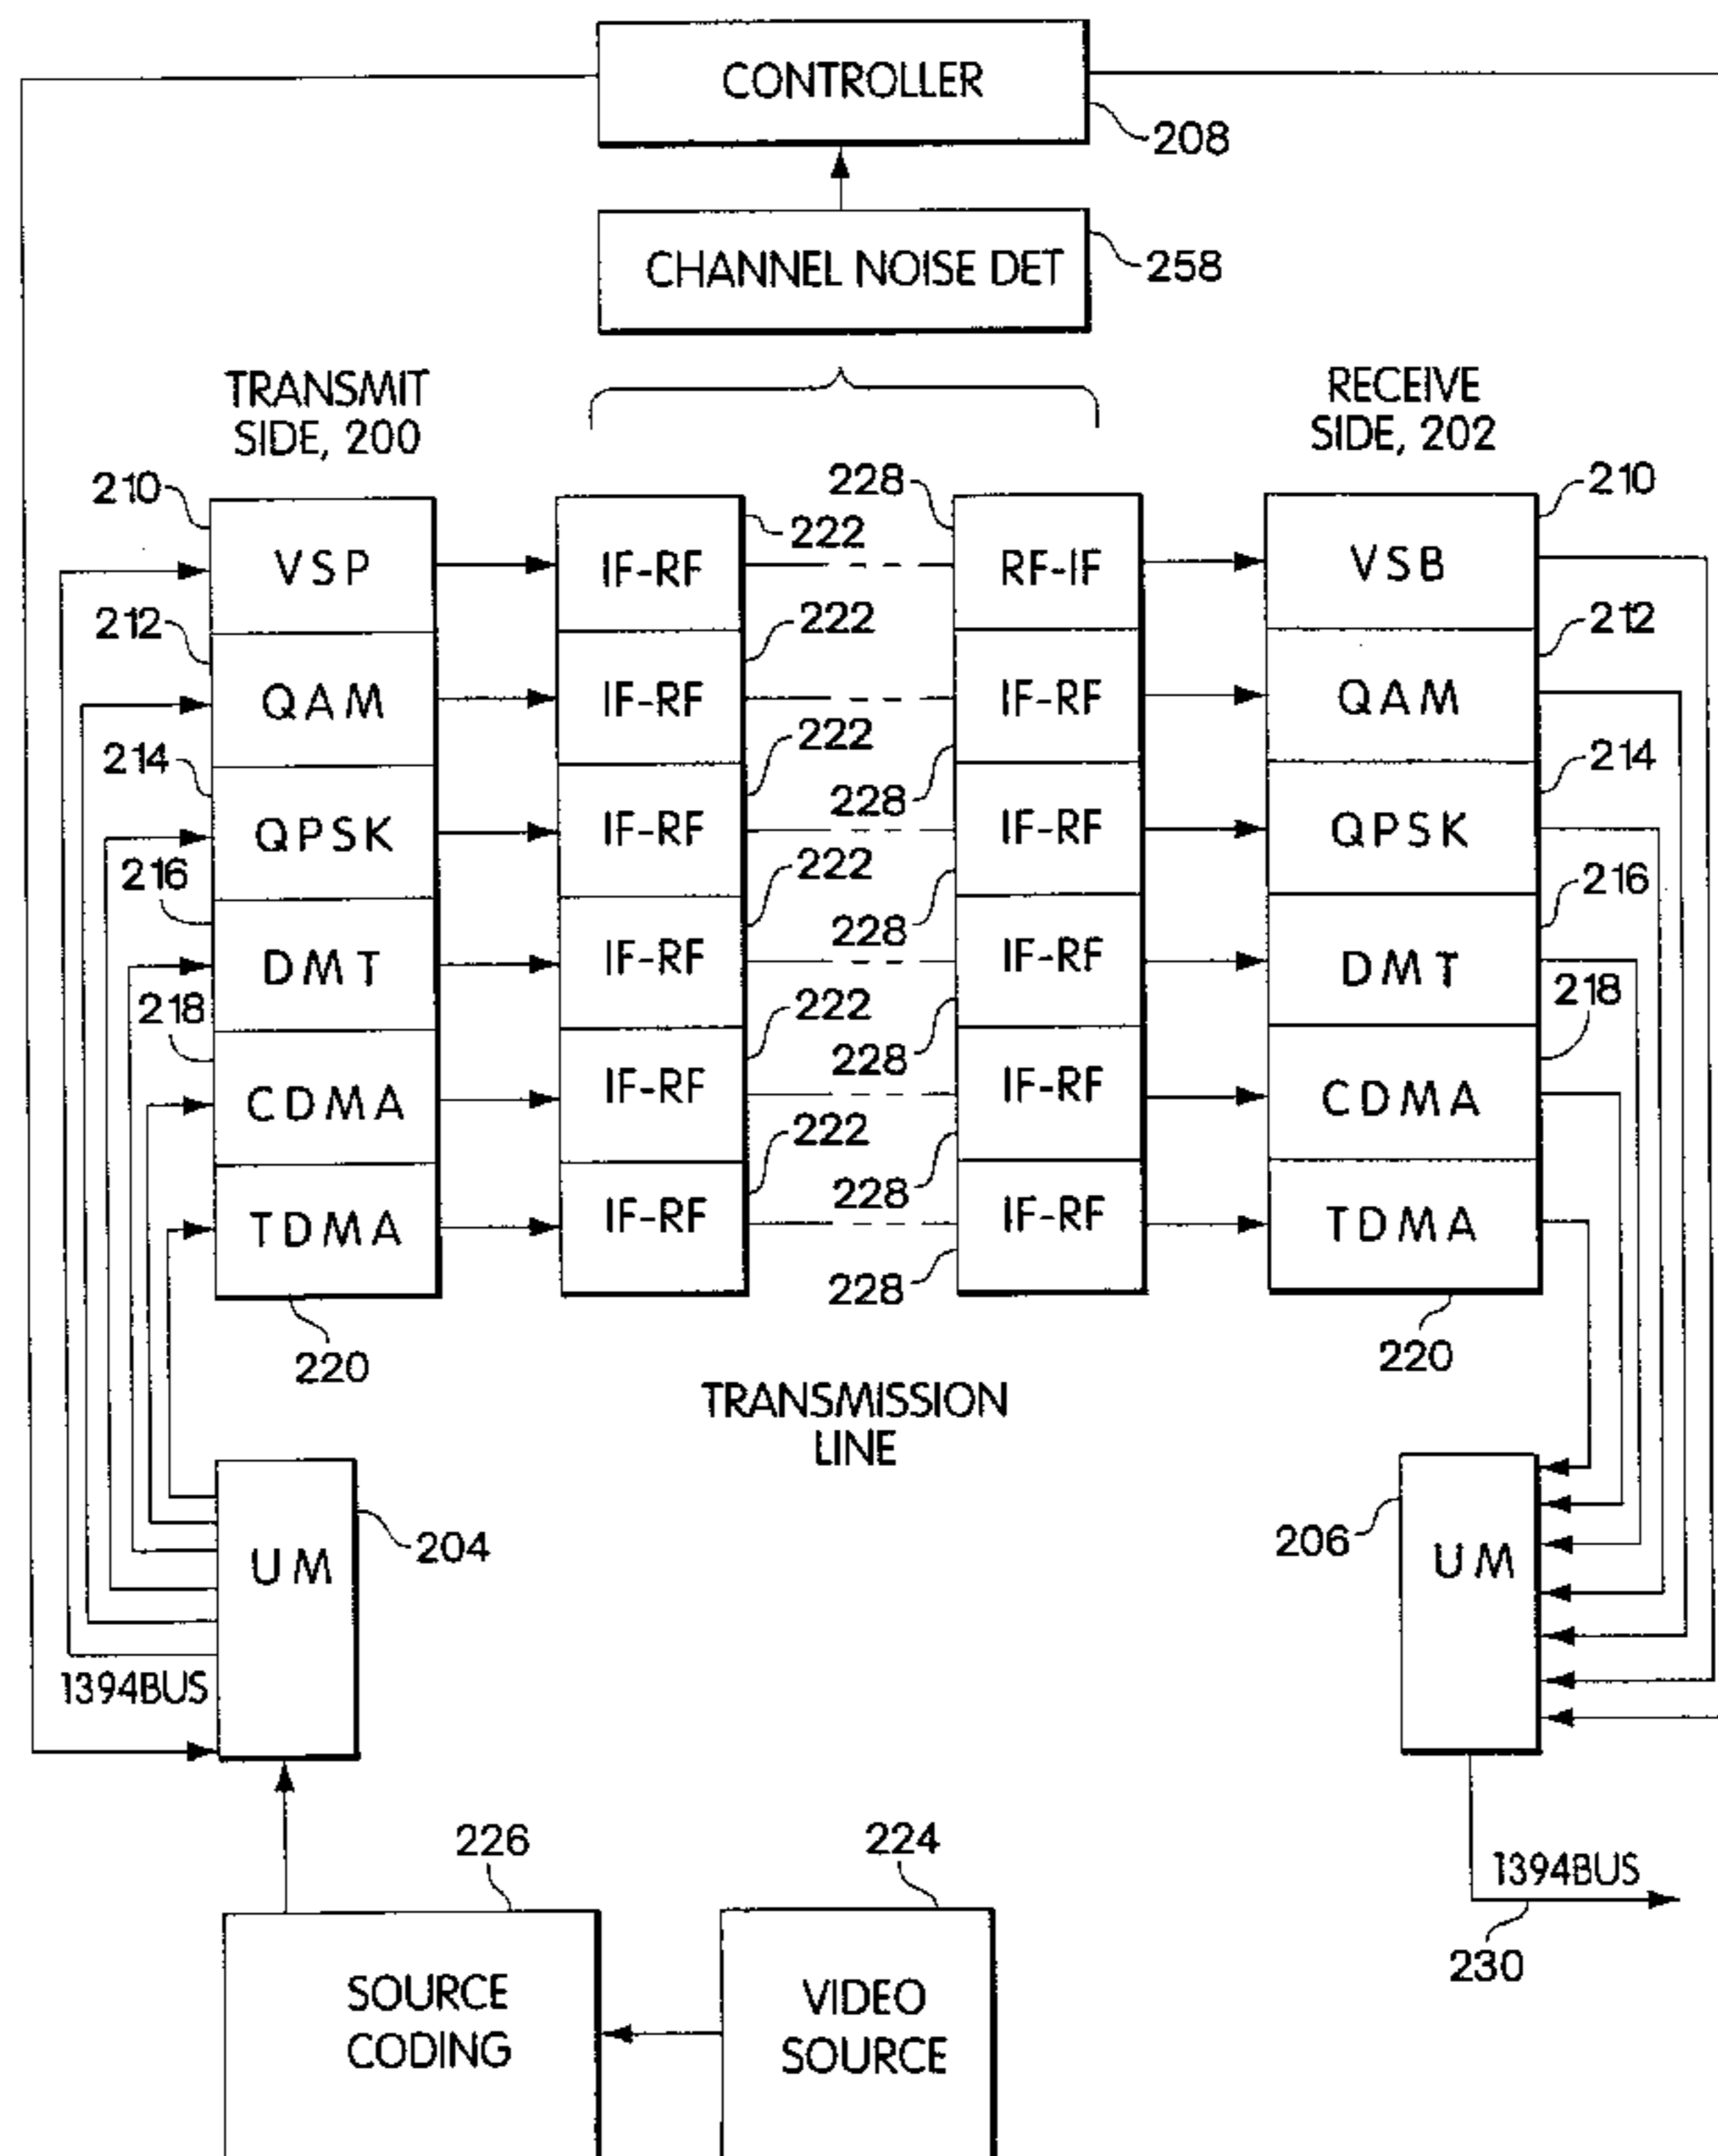 CONTROLLER
208
CHANNEL NOISE DET
258
TRANSMIT
SIDE, 200
RECEIVE
SIDE, 202
210
VSP
IF-RF
222
228
RF-IF
VSB
210
212
QAM
IF-RF
222
228
IF-RF
QAM
212
214
QPSK
IF-RF
222
228
IF-RF
QPSK
214
216
DMT
IF-RF
222
228
IF-RF
DMT
216
218
CDMA
IF-RF
222
228
IF-RF
CDMA
218
TDMA
IF-RF
222
228
IF-RF
TDMA
220
220
TRANSMISSION
LINE
UM
204
206
UM
1394BUS
226
224
1394BUS
230
SOURCE
CODING
VIDEO
SOURCE